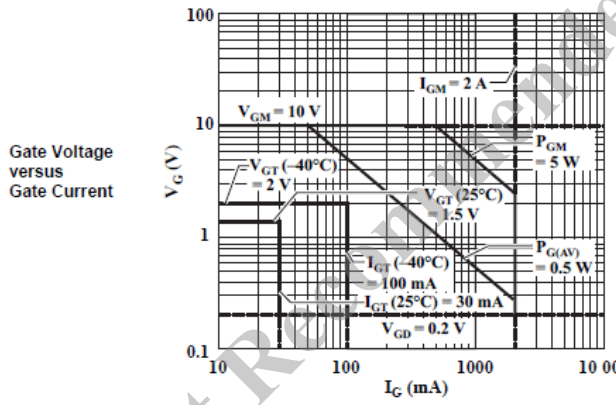 Gate Voltage
versus
Gate Current
V_G (V)
100
10
1
0.1
I_GM = 2 A
V_GM = 10 V
P_GM
= 5 W
V_GT (–40°C)
= 2 V
V_GT (25°C)
= 1.5 V
P_G(AV)
= 0.5 W
I_GT (–40°C)
= 100 mA
I_GT (25°C) = 30 mA
V_GD = 0.2 V
10
100
1000
10 00
I_G (mA)
t Recommende